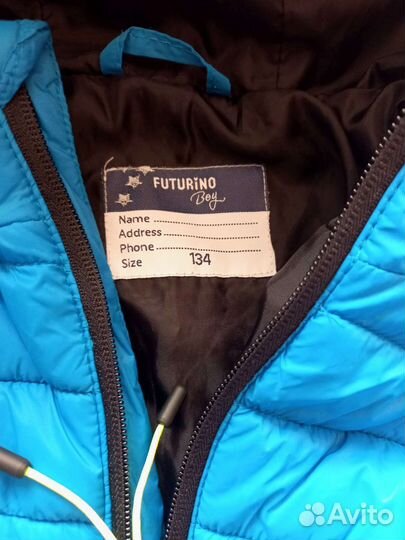 FUTURINO
Boy
Name ................................
Address ..........................
Phone ..............................
Size 134
Avito